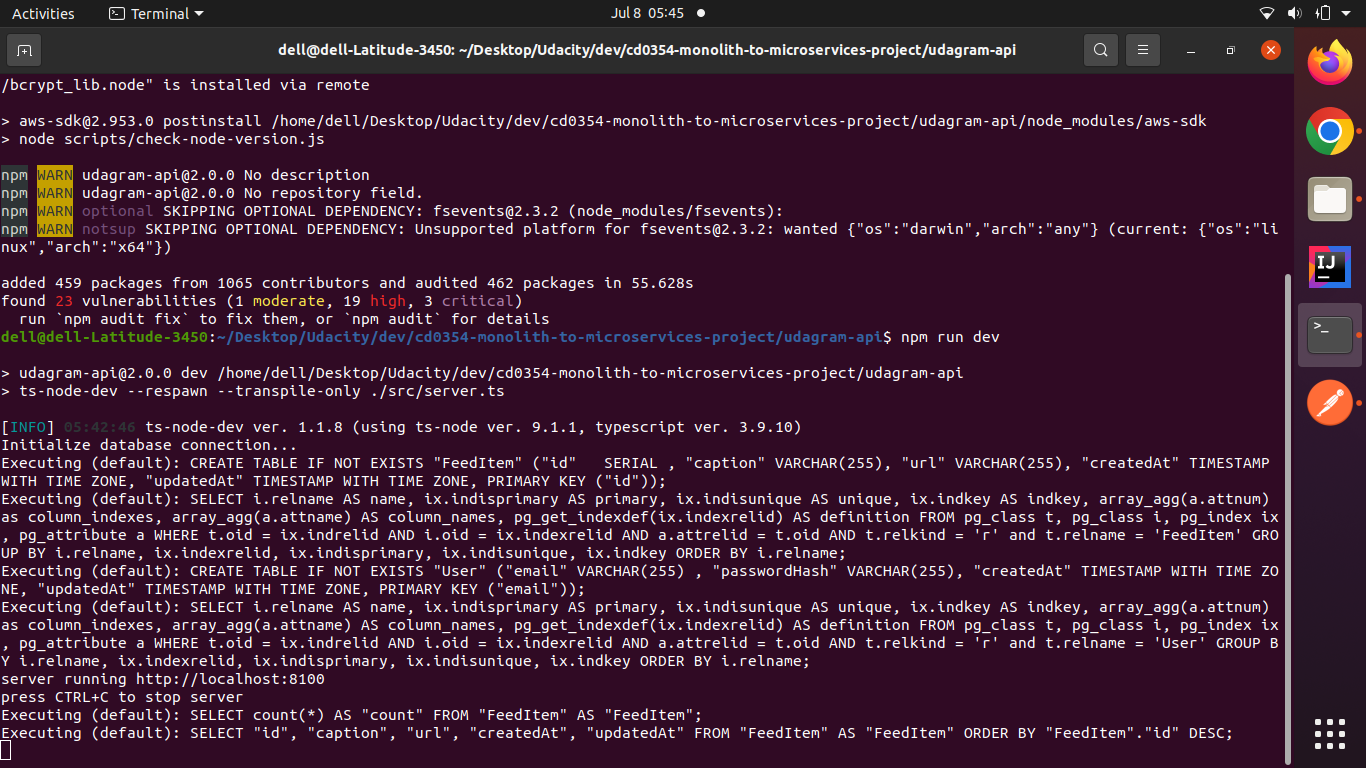 Activities
Terminal
Jul 8 05:45
dell@dell-Latitude-3450: ~/Desktop/Udacity/dev/cd0354-monolith-to-microservices-project/udagram-api
/bcrypt_lib.node" is installed via remote
> aws-sdk@2.953.0 postinstall /home/dell/Desktop/Udacity/dev/cd0354-monolith-to-microservices-project/udagram-api/node_modules/aws-sdk
> node scripts/check-node-version.js
npm WARN udagram-api@2.0.0 No description
npm WARN udagram-api@2.0.0 No repository field.
npm WARN optional SKIPPING OPTIONAL DEPENDENCY: fsevents@2.3.2 (node_modules/fsevents):
npm WARN notsup SKIPPING OPTIONAL DEPENDENCY: Unsupported platform for fsevents@2.3.2: wanted {"os":"darwin","arch":"any"} (current: {"os":"li
nux","arch":"x64"})
added 459 packages from 1065 contributors and audited 462 packages in 55.628s
found 23 vulnerabilities (1 moderate, 19 high, 3 critical)
  run `npm audit fix` to fix them, or `npm audit` for details
dell@dell-Latitude-3450:~/Desktop/Udacity/dev/cd0354-monolith-to-microservices-project/udagram-api$ npm run dev
> udagram-api@2.0.0 dev /home/dell/Desktop/Udacity/dev/cd0354-monolith-to-microservices-project/udagram-api
> ts-node-dev --respawn --transpile-only ./src/server.ts
[INFO] 05:42:46 ts-node-dev ver. 1.1.8 (using ts-node ver. 9.1.1, typescript ver. 3.9.10)
Initialize database connection...
Executing (default): CREATE TABLE IF NOT EXISTS "FeedItem" ("id"   SERIAL , "caption" VARCHAR(255), "url" VARCHAR(255), "createdAt" TIMESTAMP
WITH TIME ZONE, "updatedAt" TIMESTAMP WITH TIME ZONE, PRIMARY KEY ("id"));
Executing (default): SELECT i.relname AS name, ix.indisprimary AS primary, ix.indisunique AS unique, ix.indkey AS indkey, array_agg(a.attnum)
as column_indexes, array_agg(a.attname) AS column_names, pg_get_indexdef(ix.indexrelid) AS definition FROM pg_class t, pg_class i, pg_index ix
, pg_attribute a WHERE t.oid = ix.indrelid AND i.oid = ix.indexrelid AND a.attrelid = t.oid AND t.relkind = 'r' and t.relname = 'FeedItem' GRO
UP BY i.relname, ix.indexrelid, ix.indisprimary, ix.indisunique, ix.indkey ORDER BY i.relname;
Executing (default): CREATE TABLE IF NOT EXISTS "User" ("email" VARCHAR(255) , "passwordHash" VARCHAR(255), "createdAt" TIMESTAMP WITH TIME ZO
NE, "updatedAt" TIMESTAMP WITH TIME ZONE, PRIMARY KEY ("email"));
Executing (default): SELECT i.relname AS name, ix.indisprimary AS primary, ix.indisunique AS unique, ix.indkey AS indkey, array_agg(a.attnum)
as column_indexes, array_agg(a.attname) AS column_names, pg_get_indexdef(ix.indexrelid) AS definition FROM pg_class t, pg_class i, pg_index ix
, pg_attribute a WHERE t.oid = ix.indrelid AND i.oid = ix.indexrelid AND a.attrelid = t.oid AND t.relkind = 'r' and t.relname = 'User' GROUP B
Y i.relname, ix.indexrelid, ix.indisprimary, ix.indisunique, ix.indkey ORDER BY i.relname;
server running http://localhost:8100
press CTRL+C to stop server
Executing (default): SELECT count(*) AS "count" FROM "FeedItem" AS "FeedItem";
Executing (default): SELECT "id", "caption", "url", "createdAt", "updatedAt" FROM "FeedItem" AS "FeedItem" ORDER BY "FeedItem"."id" DESC;
IJ
>_